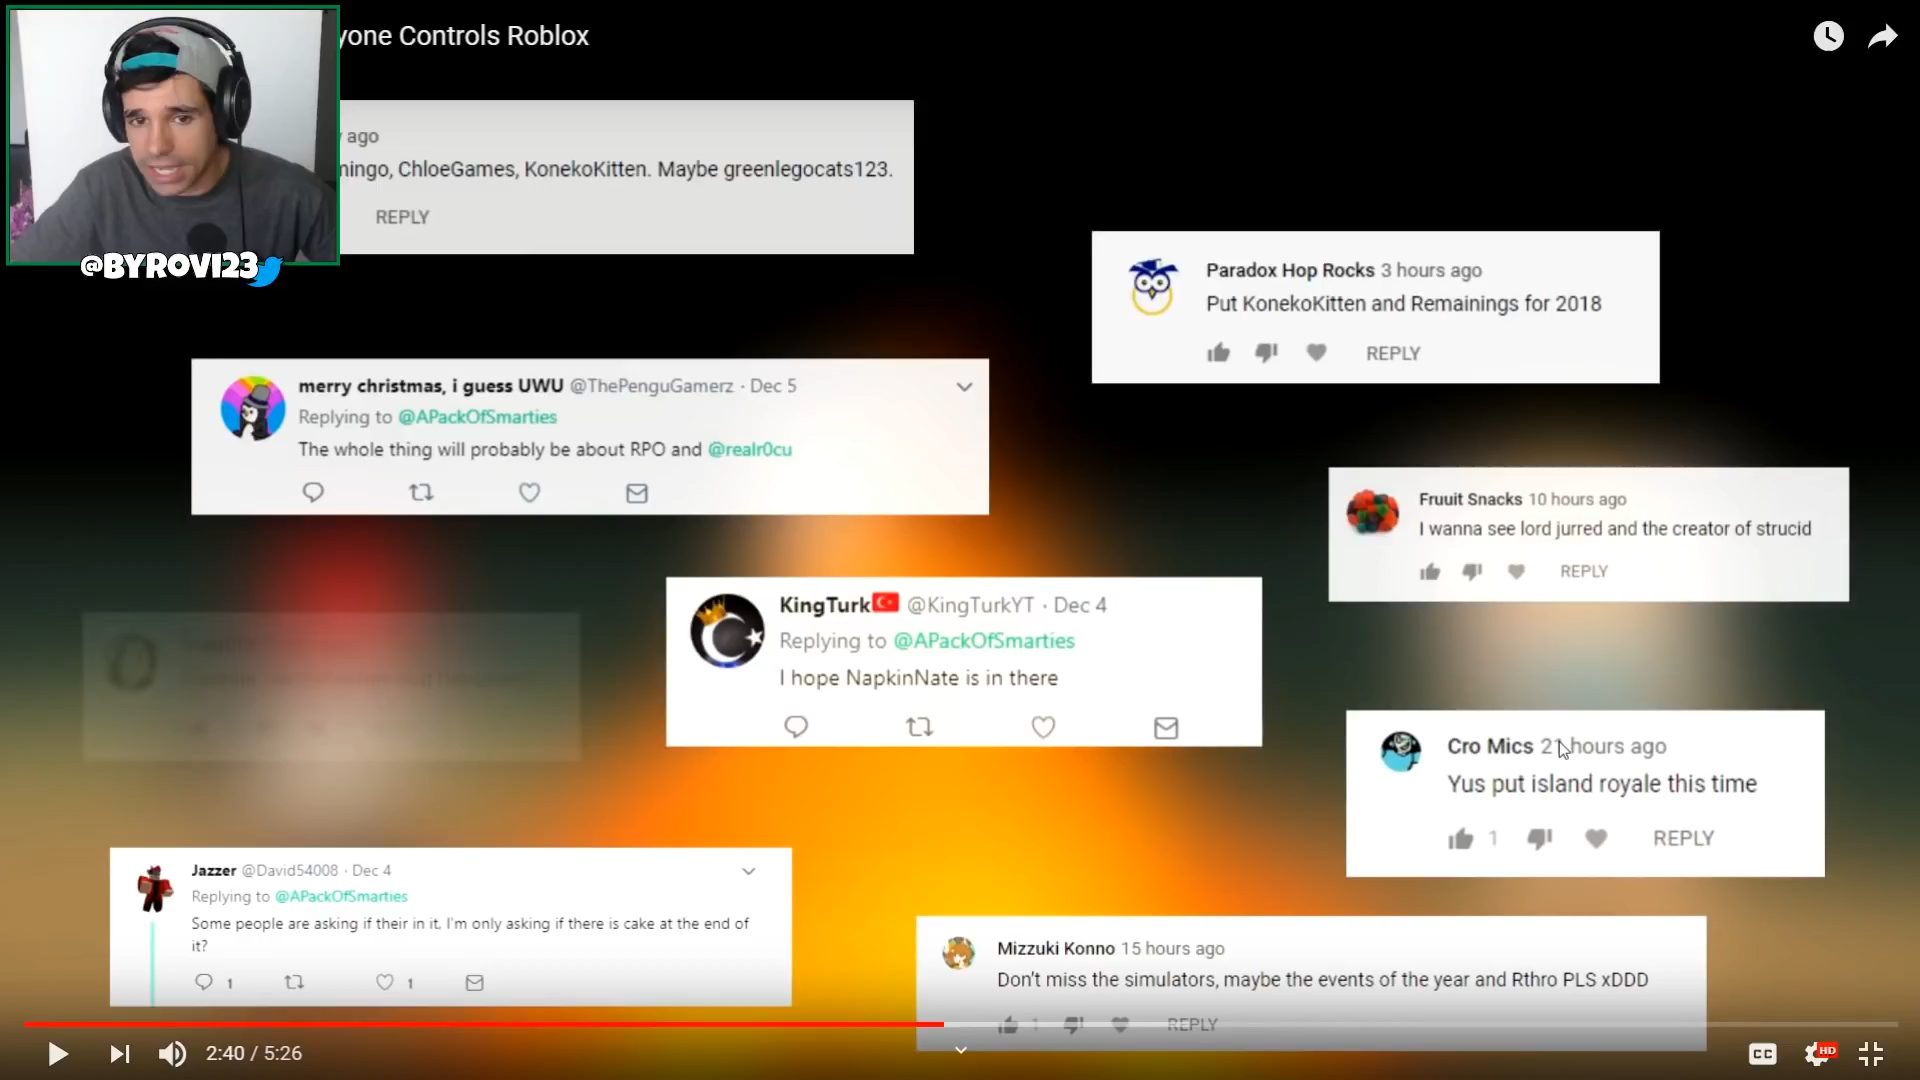 yone Controls Roblox
ago
mingo, ChloeGames, KonekoKitten. Maybe greenlegocats123.
REPLY
@BYROVI23
Paradox Hop Rocks 3 hours ago
Put KonekoKitten and Remainings for 2018
REPLY
merry christmas, i guess UWU @ThePenguGamerz · Dec 5
Replying to @APackOfSmarties
The whole thing will probably be about RPO and @realr0cu
Fruuit Snacks 10 hours ago
I wanna see lord jurred and the creator of strucid
REPLY
KingTurk @KingTurkYT · Dec 4
Replying to @APackOfSmarties
I hope NapkinNate is in there
Cro Mics 21 hours ago
Yus put island royale this time
1 REPLY
Jazzer @David54008 · Dec 4
Replying to @APackOfSmarties
Some people are asking if their in it, I'm only asking if there is cake at the end of
it?
1 1
Mizzuki Konno 15 hours ago
Don't miss the simulators, maybe the events of the year and Rthro PLS xDDD
1 REPLY
2:40 / 5:26
CC
HD